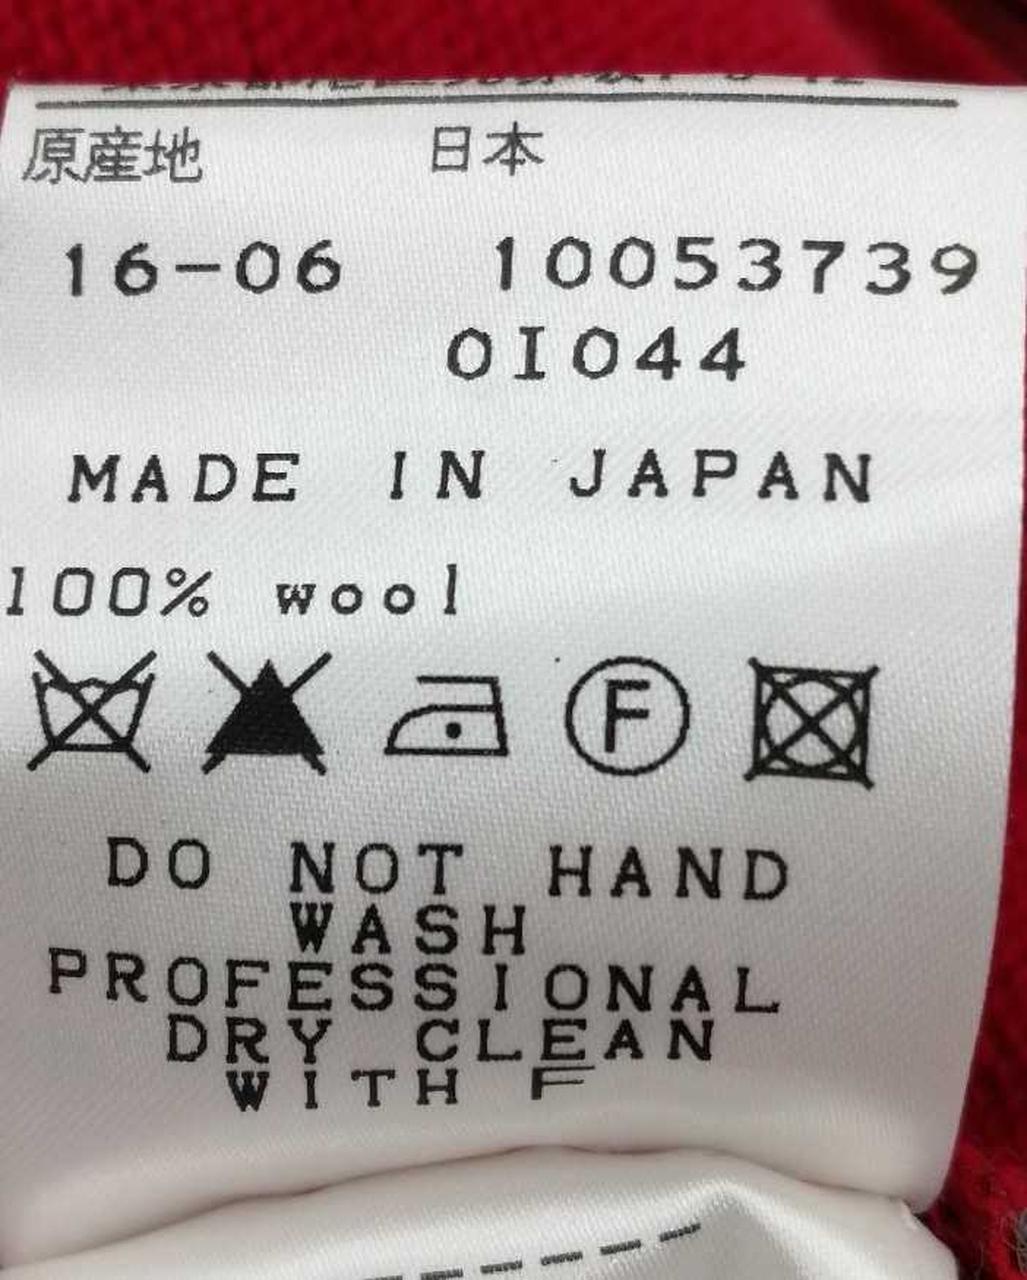 原産地 日本
16-06 10053739
0I044
MADE IN JAPAN
100% wool
F
DO NOT HAND
WASH
PROFESSIONAL
DRY CLEAN
WITH F